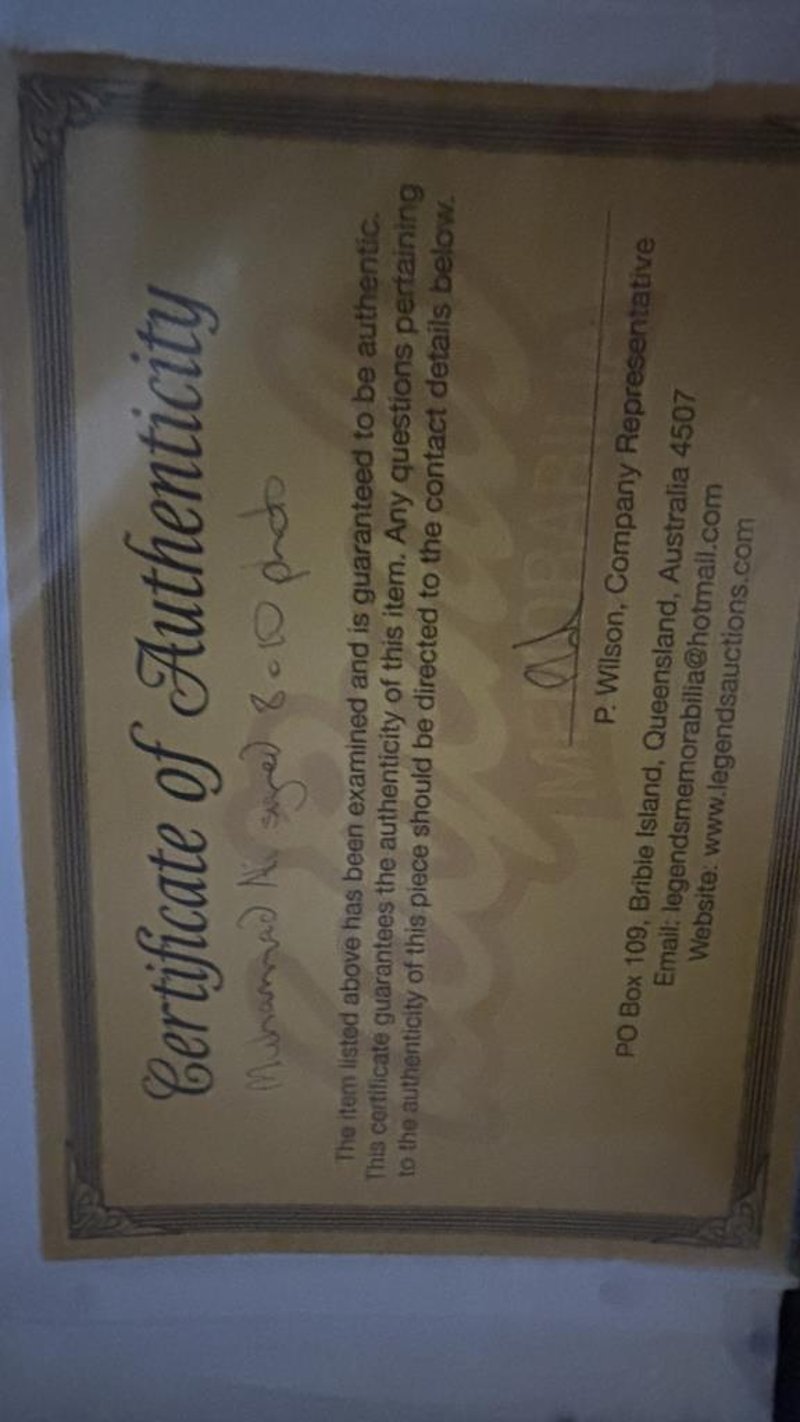 Certificate of Authenticity
Muhammad Ali signed 8x10 photo
The item listed above has been examined and is guaranteed to be authentic.
This certificate guarantees the authenticity of this item. Any questions pertaining
to the authenticity of this piece should be directed to the contact details below.
MEMORABILIA
P. Wilson, Company Representative
PO Box 109, Bribie Island, Queensland, Australia 4507
Email: legendsmemorabilia@hotmail.com
Website: www.legendsauctions.com